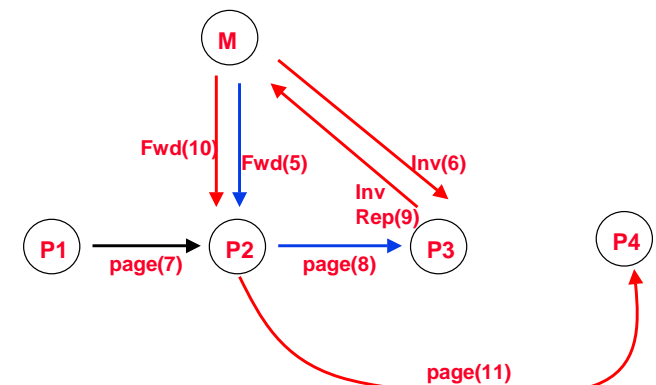 M
Fwd(10)
Fwd(5)
Inv(6)
Inv
Rep(9)
P1
P2
P3
P4
page(7)
page(8)
page(11)